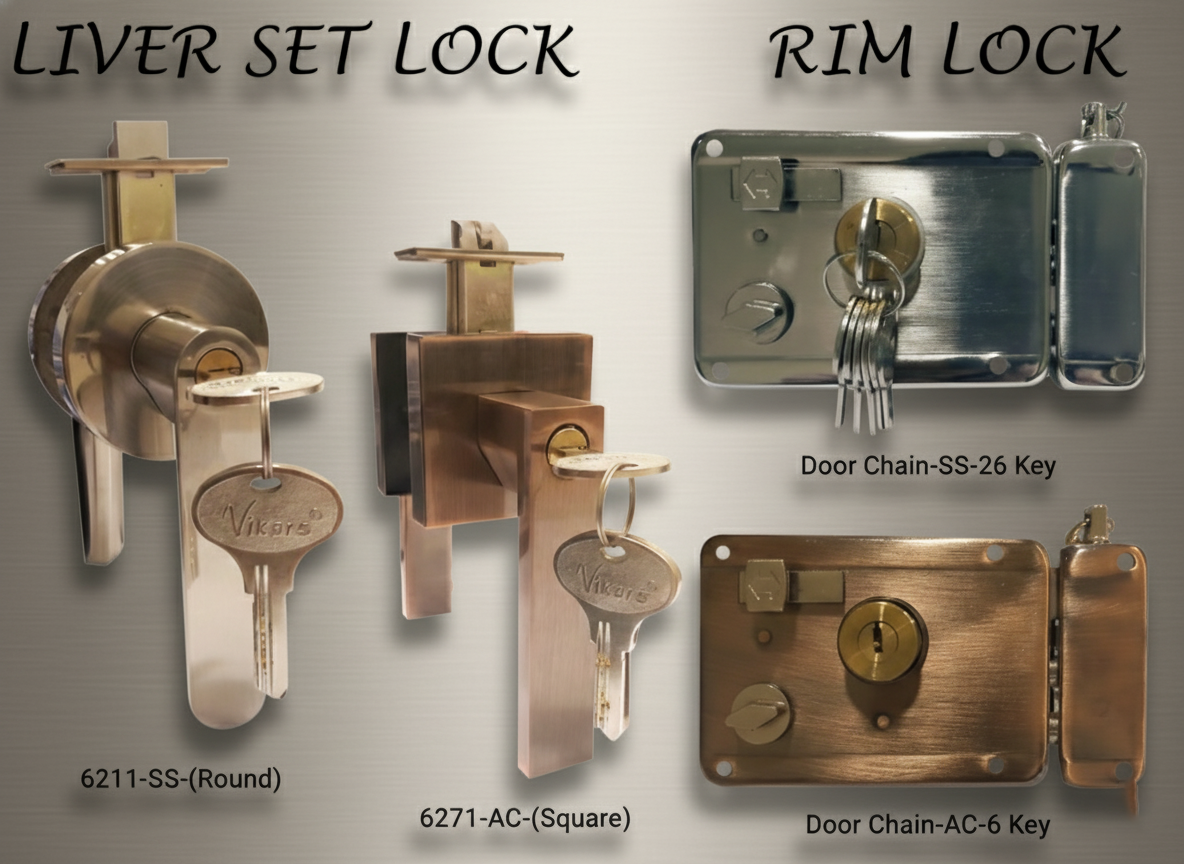 LIVER SET LOCK
RIM LOCK
Vikars
Vikars
Door Chain-SS-26 Key
6211-SS-(Round)
6271-AC-(Square)
Door Chain-AC-6 Key